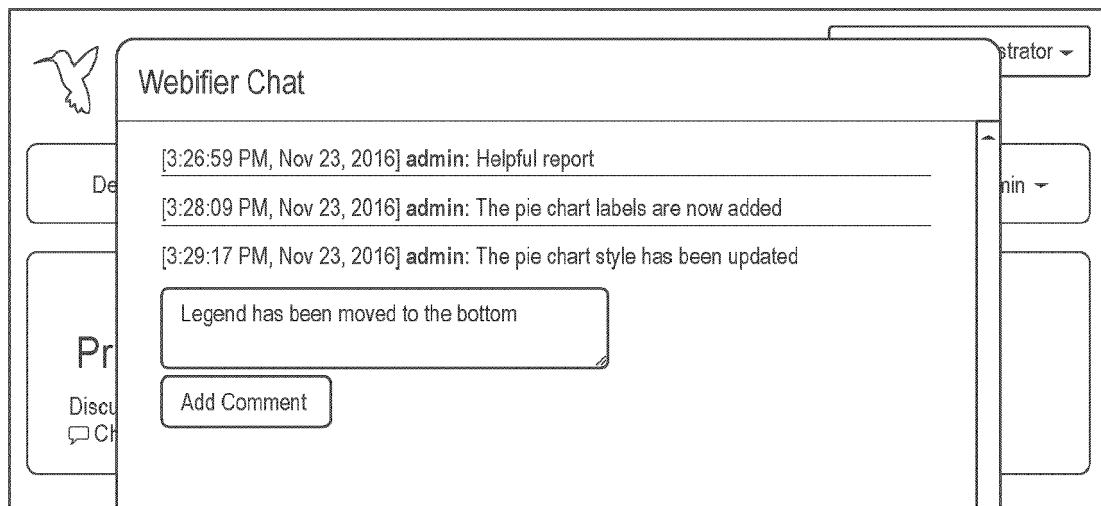 strator
Webifier Chat
[3:26:59 PM, Nov 23, 2016] admin: Helpful report
De
min
[3:28:09 PM, Nov 23, 2016] admin: The pie chart labels are now added
[3:29:17 PM, Nov 23, 2016] admin: The pie chart style has been updated
Legend has been moved to the bottom
Pr
Discu
Add Comment
Ch